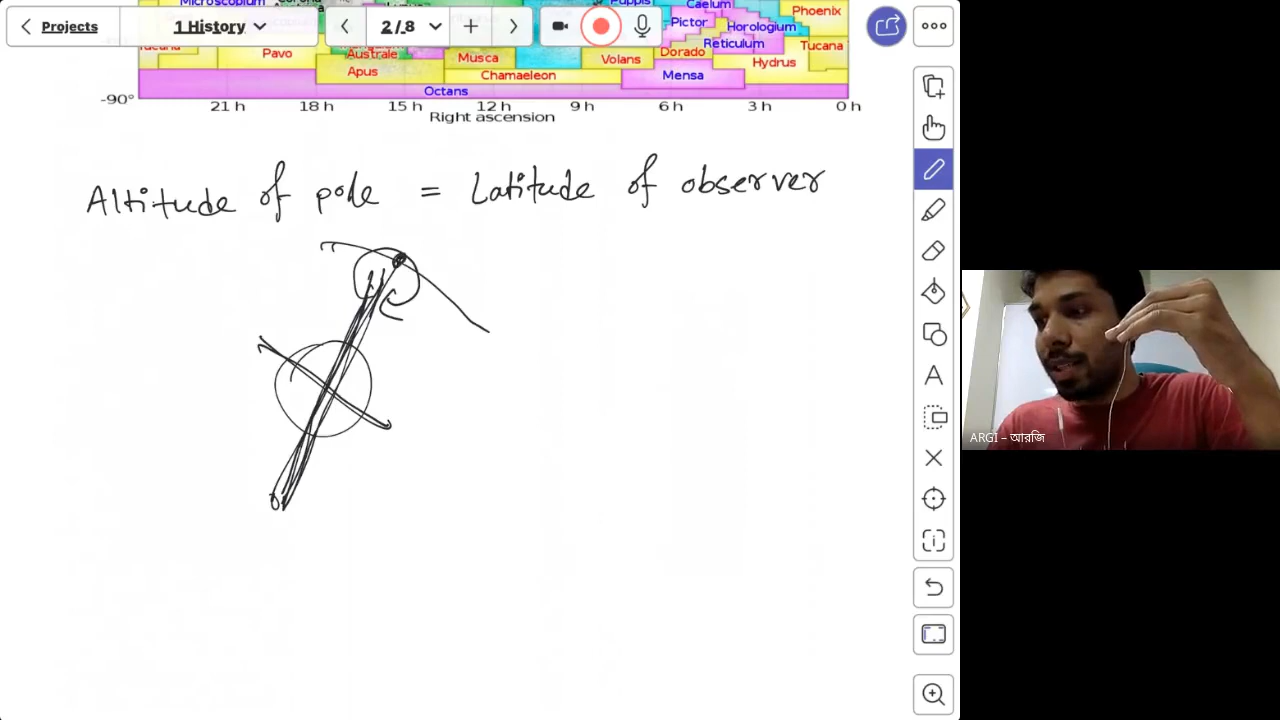 Microscopium Puppis Caelum Phoenix
Projects 1 History 2 / 8
Pictor Horologium
Reticulum Tucana
Pavo Australe Musca Volans Dorado Hydrus
Apus Chamaeleon Mensa
Octans
-90°
21 h 18 h 15 h 12 h 9 h 6 h 3 h 0 h
Right ascension
Altitude of pole = Latitude of observer
A
ARGI – আরজি